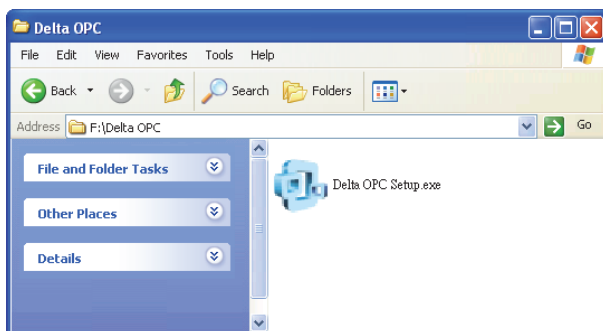 Delta OPC
File Edit View Favorites Tools Help
Back Search Folders
Address F:\Delta OPC Go
File and Folder Tasks
Delta OPC Setup.exe
Other Places
Details